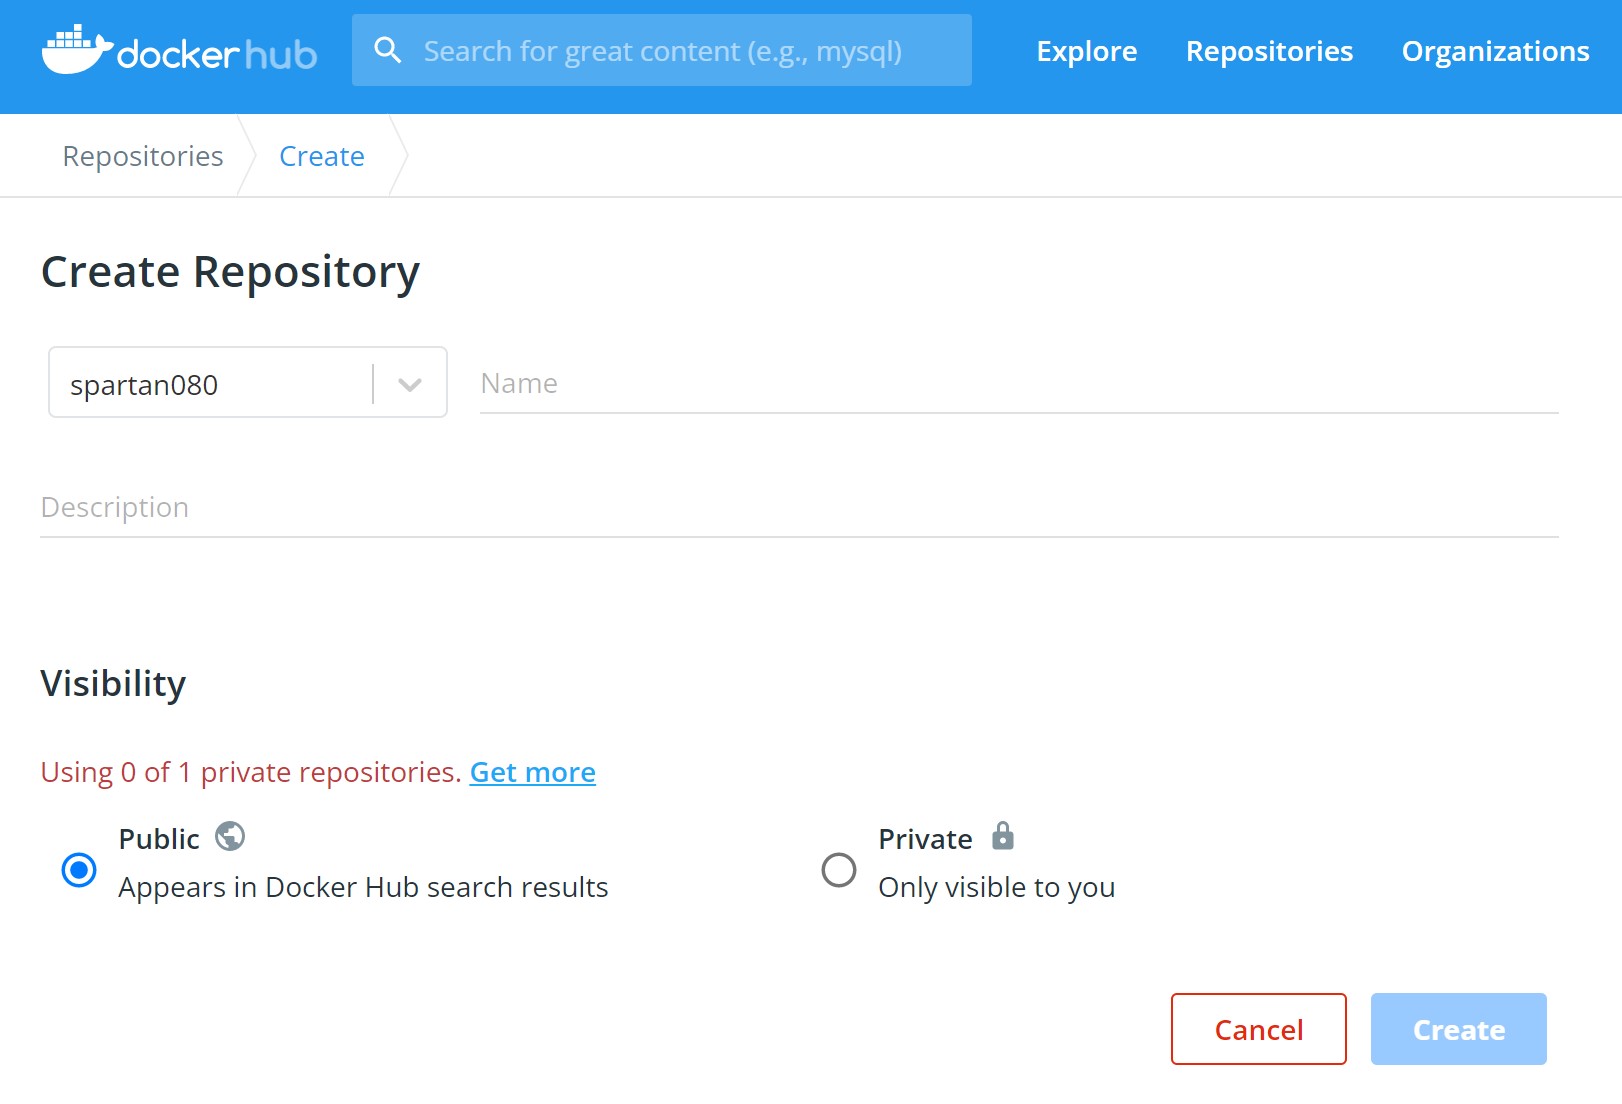 docker hub
Search for great content (e.g., mysql)
Explore
Repositories
Organizations
Repositories
Create
Create Repository
spartan080
Name
Description
Visibility
Using 0 of 1 private repositories. Get more
Public
Appears in Docker Hub search results
Private
Only visible to you
Cancel
Create